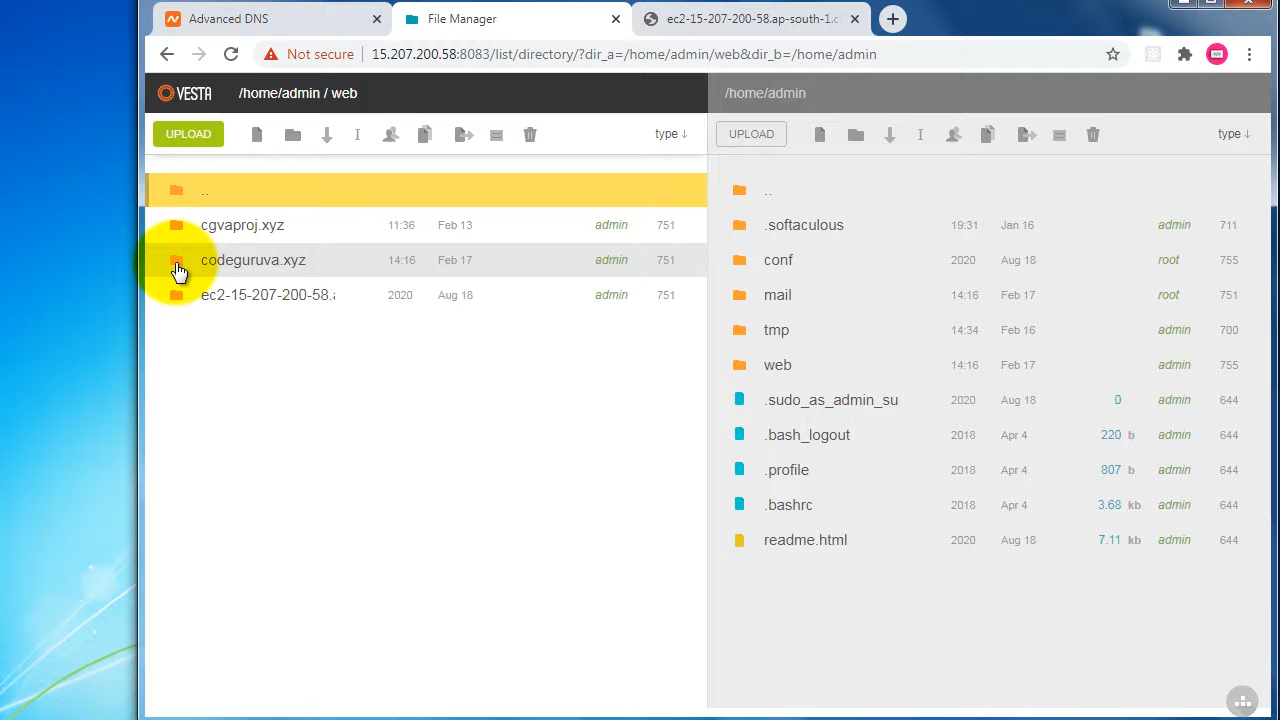 Advanced DNS
File Manager
ec2-15-207-200-58.ap-south-1.c
Not secure
15.207.200.58:8083/list/directory/?dir_a=/home/admin/web&dir_b=/home/admin
VESTA
/home/admin / web
/home/admin
UPLOAD
type ↓
UPLOAD
type ↓
..
cgvaproj.xyz 11:36 Feb 13 admin 751
codeguruva.xyz 14:16 Feb 17 admin 751
ec2-15-207-200-58. 2020 Aug 18 admin 751
..
.softaculous 19:31 Jan 16 admin 711
conf 2020 Aug 18 root 755
mail 14:16 Feb 17 root 751
tmp 14:34 Feb 16 admin 700
web 14:16 Feb 17 admin 755
.sudo_as_admin_su 2020 Aug 18 0 admin 644
.bash_logout 2018 Apr 4 220 b admin 644
.profile 2018 Apr 4 807 b admin 644
.bashrc 2018 Apr 4 3.68 kb admin 644
readme.html 2020 Aug 18 7.11 kb admin 644